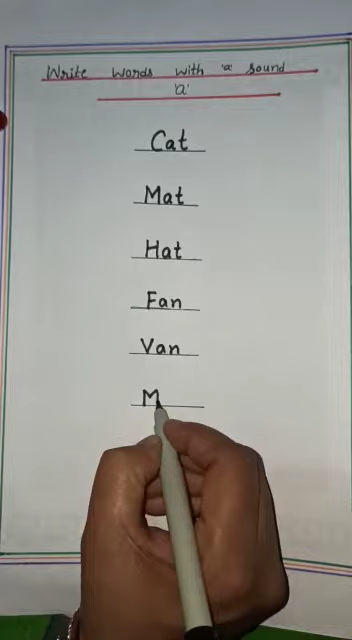 Write words with 'a' sound
'a'
Cat
Mat
Hat
Fan
Van
M